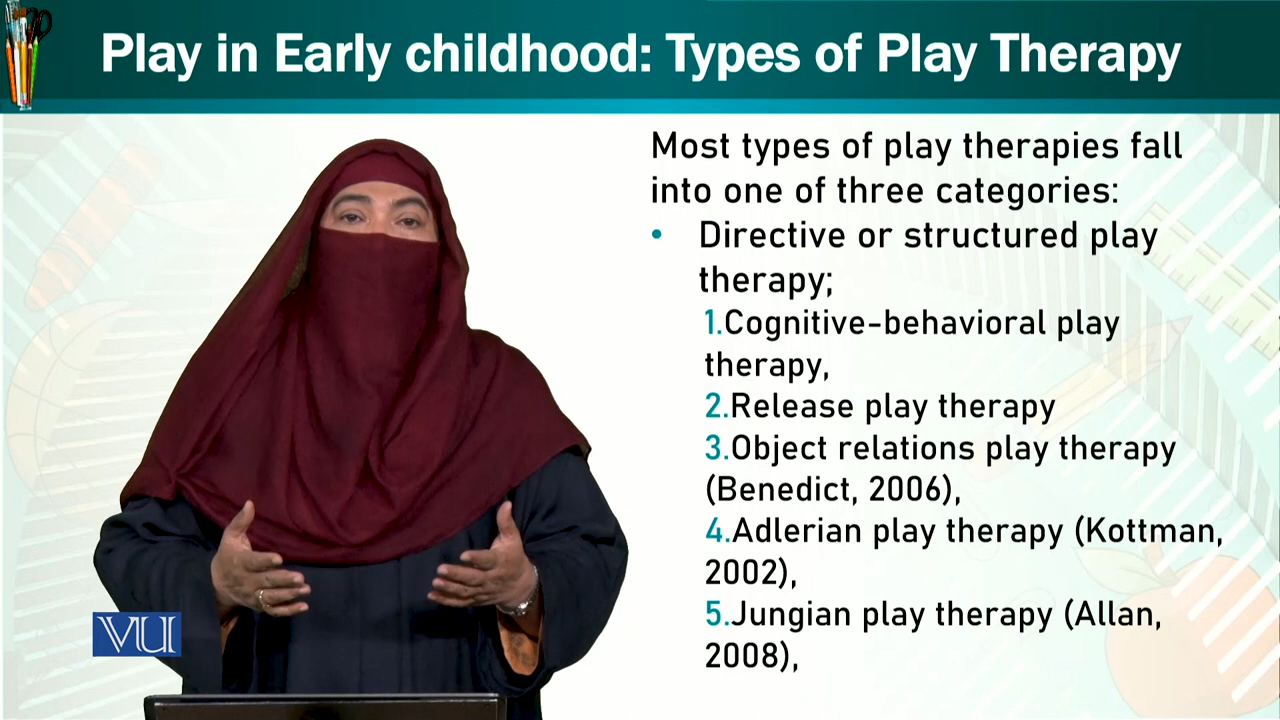 Play in Early childhood: Types of Play Therapy
Most types of play therapies fall
into one of three categories:
• Directive or structured play
therapy;
1.Cognitive-behavioral play
therapy,
2.Release play therapy
3.Object relations play therapy
(Benedict, 2006),
4.Adlerian play therapy (Kottman,
2002),
5.Jungian play therapy (Allan,
2008),
VU